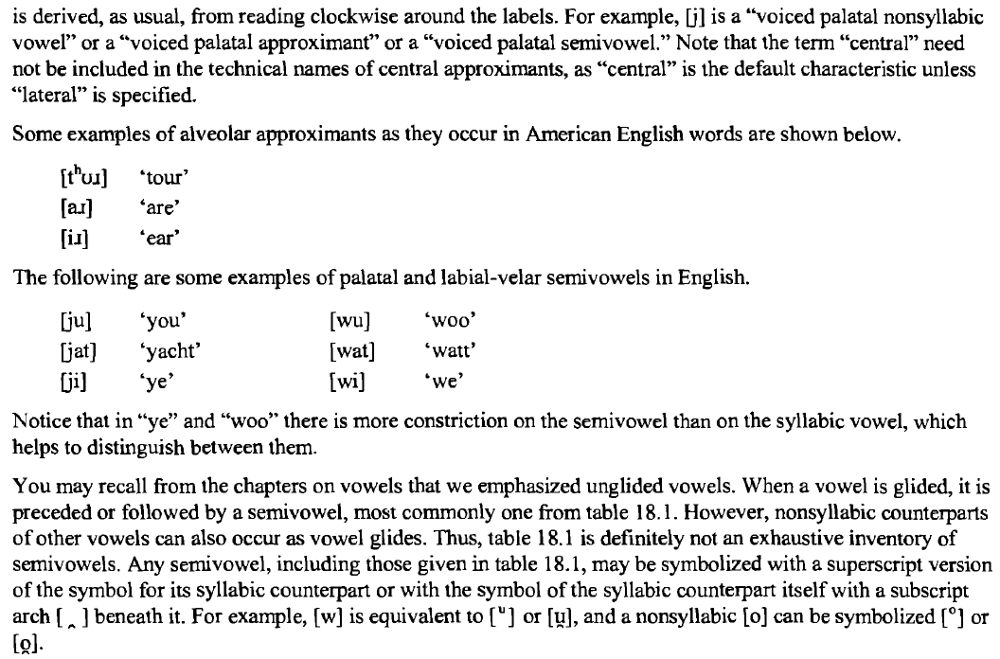 is derived, as usual, from reading clockwise around the labels. For example, [j] is a “voiced palatal nonsyllabic
vowel” or a “voiced palatal approximant” or a “voiced palatal semivowel.” Note that the term “central” need
not be included in the technical names of central approximants, as “central” is the default characteristic unless
“lateral” is specified.
Some examples of alveolar approximants as they occur in American English words are shown below.
[tʰʊɹ] ‘tour’
[aɹ] ‘are’
[iɹ] ‘ear’
The following are some examples of palatal and labial-velar semivowels in English.
[ju] ‘you’ [wu] ‘woo’
[jat] ‘yacht’ [wat] ‘watt’
[ji] ‘ye’ [wi] ‘we’
Notice that in “ye” and “woo” there is more constriction on the semivowel than on the syllabic vowel, which
helps to distinguish between them.
You may recall from the chapters on vowels that we emphasized unglided vowels. When a vowel is glided, it is
preceded or followed by a semivowel, most commonly one from table 18.1. However, nonsyllabic counterparts
of other vowels can also occur as vowel glides. Thus, table 18.1 is definitely not an exhaustive inventory of
semivowels. Any semivowel, including those given in table 18.1, may be symbolized with a superscript version
of the symbol for its syllabic counterpart or with the symbol of the syllabic counterpart itself with a subscript
arch [ ̯ ] beneath it. For example, [w] is equivalent to [ᵘ] or [u̯], and a nonsyllabic [o] can be symbolized [ᵒ] or
[o̯].